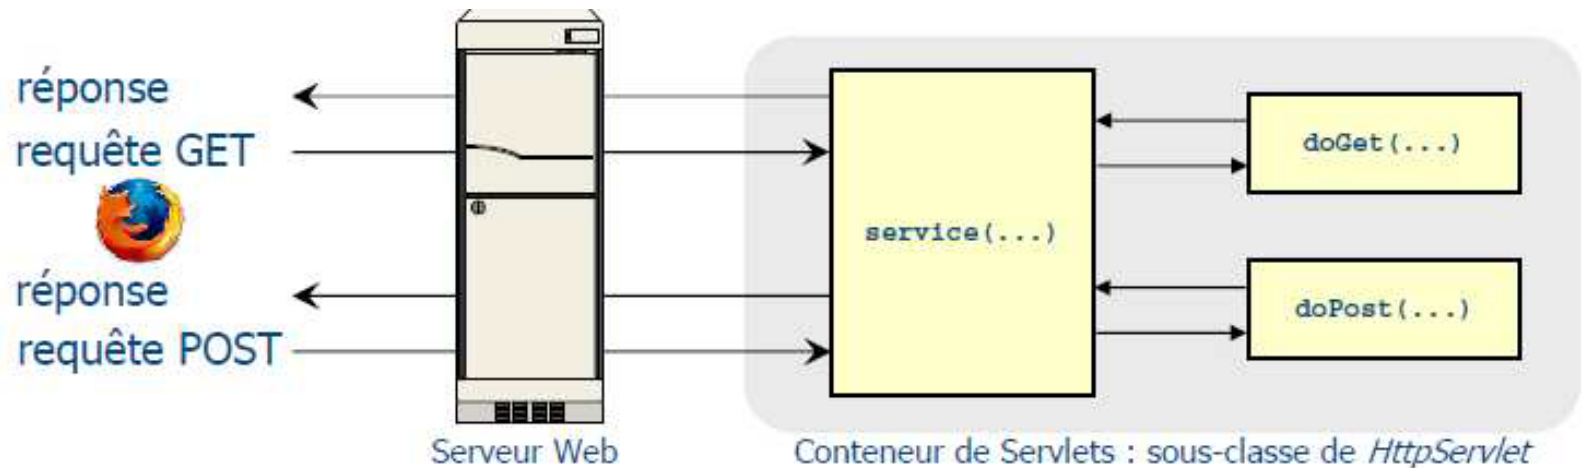 réponse
requête GET
réponse
requête POST
service(...)
doGet(...)
doPost(...)
Serveur Web
Conteneur de Servlets : sous-classe de HttpServlet